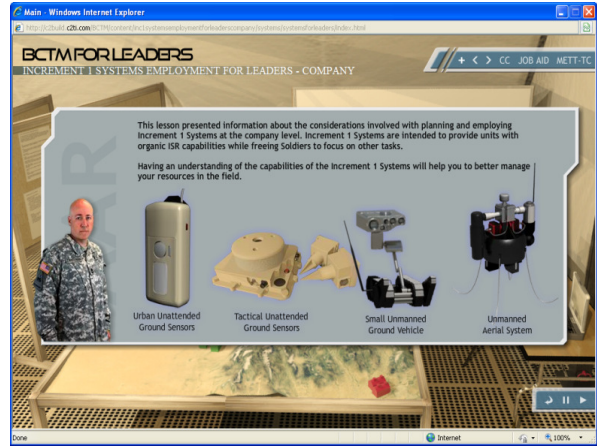 Main - Windows Internet Explorer
BCTM FOR LEADERS
INCREMENT 1 SYSTEMS EMPLOYMENT FOR LEADERS - COMPANY
+ < > CC JOB AID METT-TC
This lesson presented information about the considerations involved with planning and employing
Increment 1 Systems at the company level. Increment 1 Systems are intended to provide units with
organic ISR capabilities while freeing Soldiers to focus on other tasks.
Having an understanding of the capabilities of the Increment 1 Systems will help you to better manage
your resources in the field.
Urban Unattended
Ground Sensors
Tactical Unattended
Ground Sensors
Small Unmanned
Ground Vehicle
Unmanned
Aerial System
Done
Internet
100%